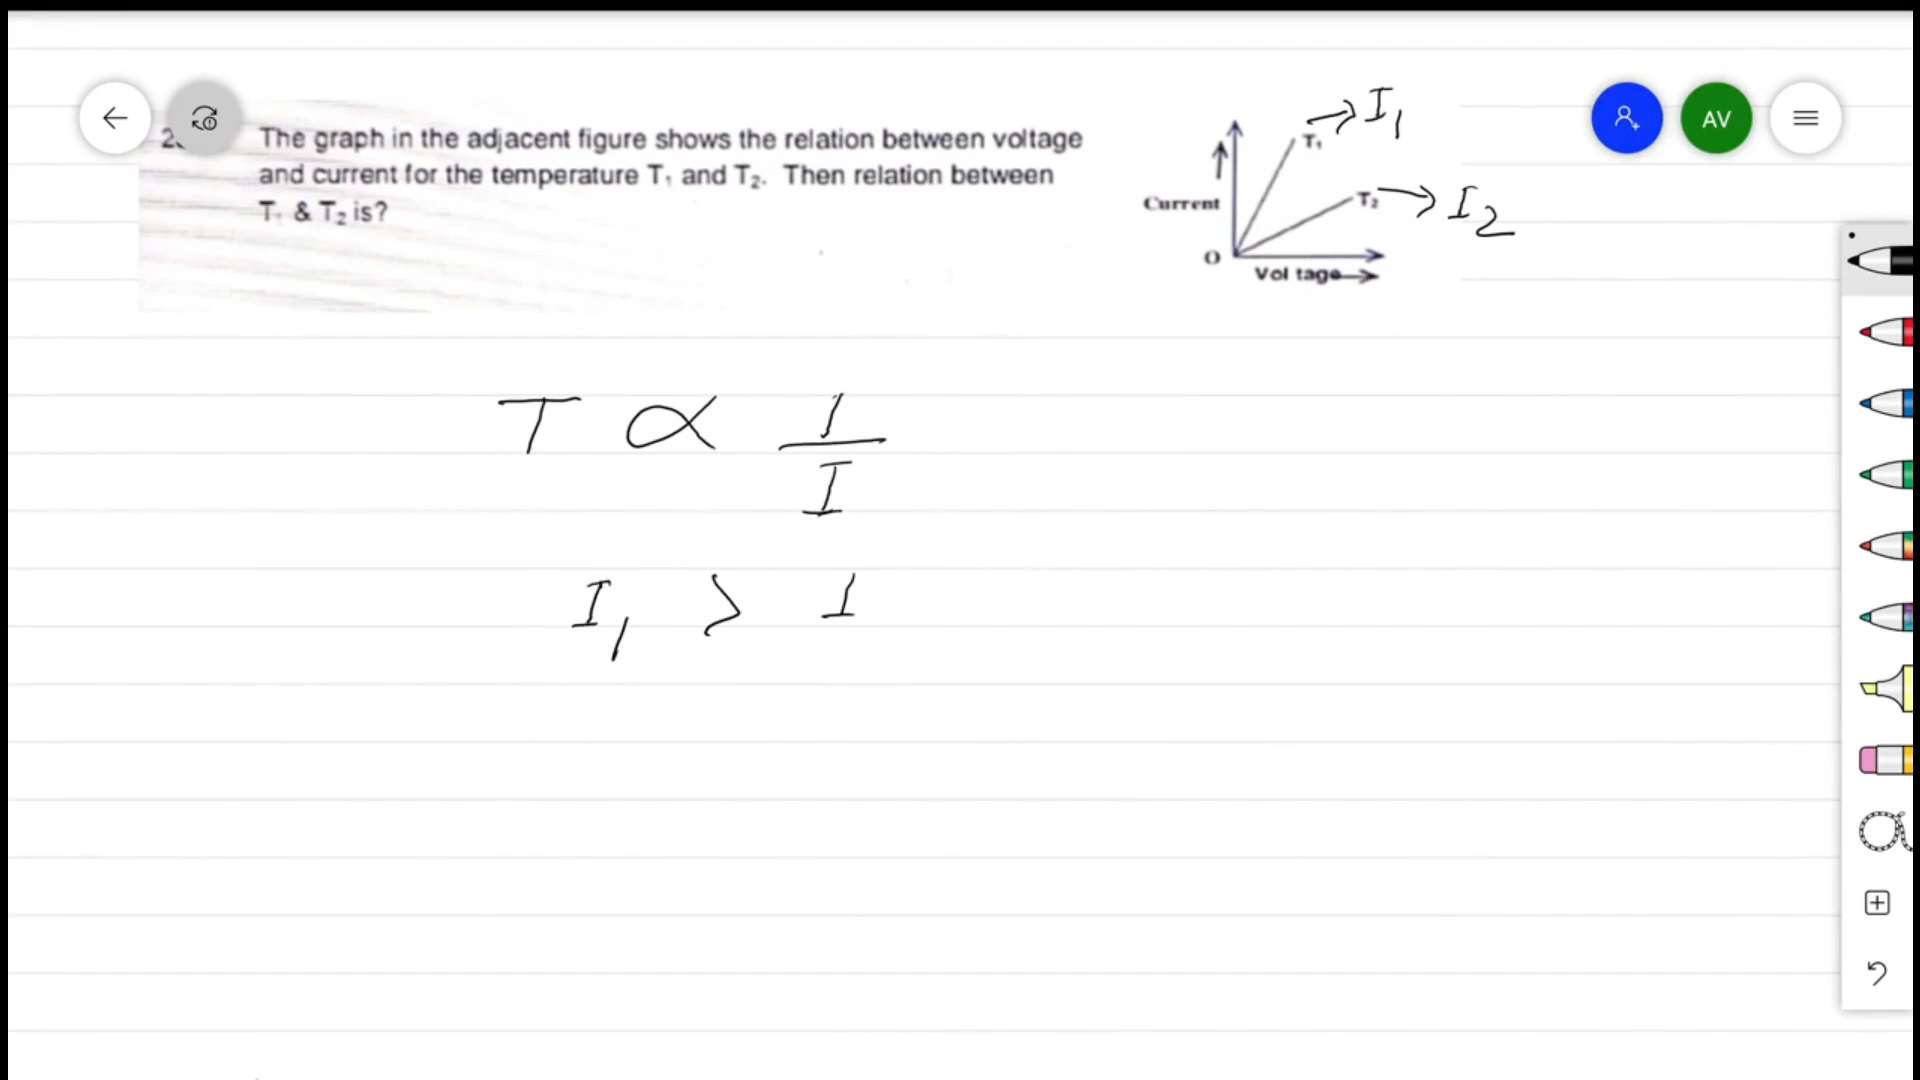 2.
The graph in the adjacent figure shows the relation between voltage
and current for the temperature T₁ and T₂. Then relation between
T₁ & T₂ is?
T₁ → I₁
T₂ → I₂
Current
O
Vol tage
AV
T ∝ 1/I
I₁ > I